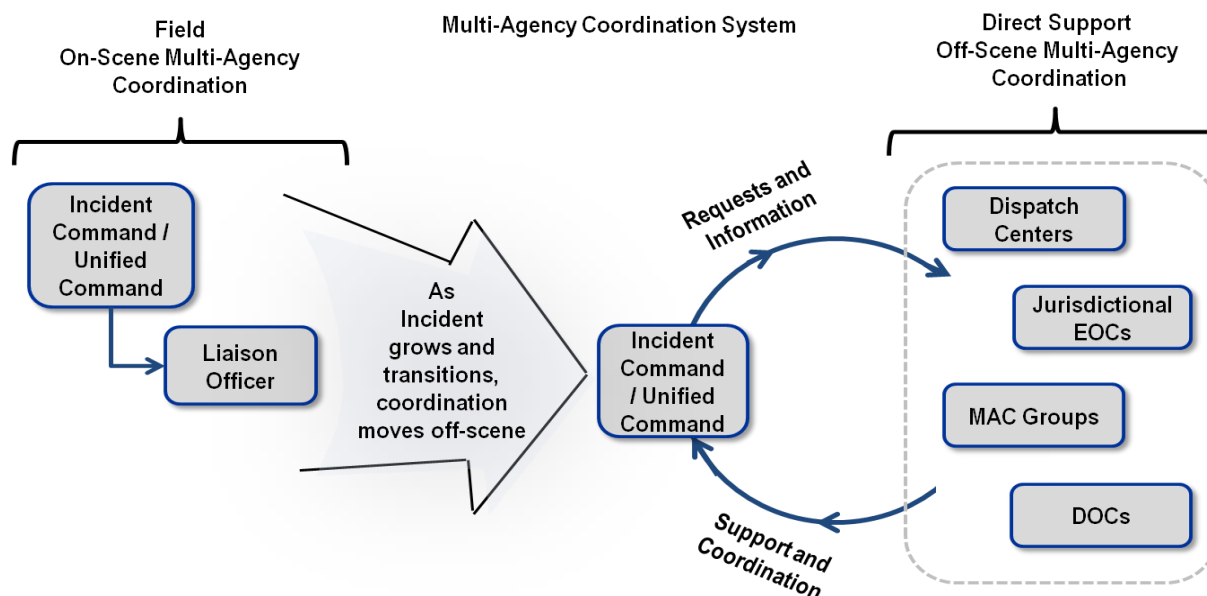 Multi-Agency Coordination System
Field
On-Scene Multi-Agency
Coordination
Incident
Command /
Unified
Command
Liaison
Officer
As
Incident
grows and
transitions,
coordination
moves off-scene
Incident
Command
/ Unified
Command
Requests and
Information
Support and
Coordination
Direct Support
Off-Scene Multi-Agency
Coordination
Dispatch
Centers
Jurisdictional
EOCs
MAC Groups
DOCs